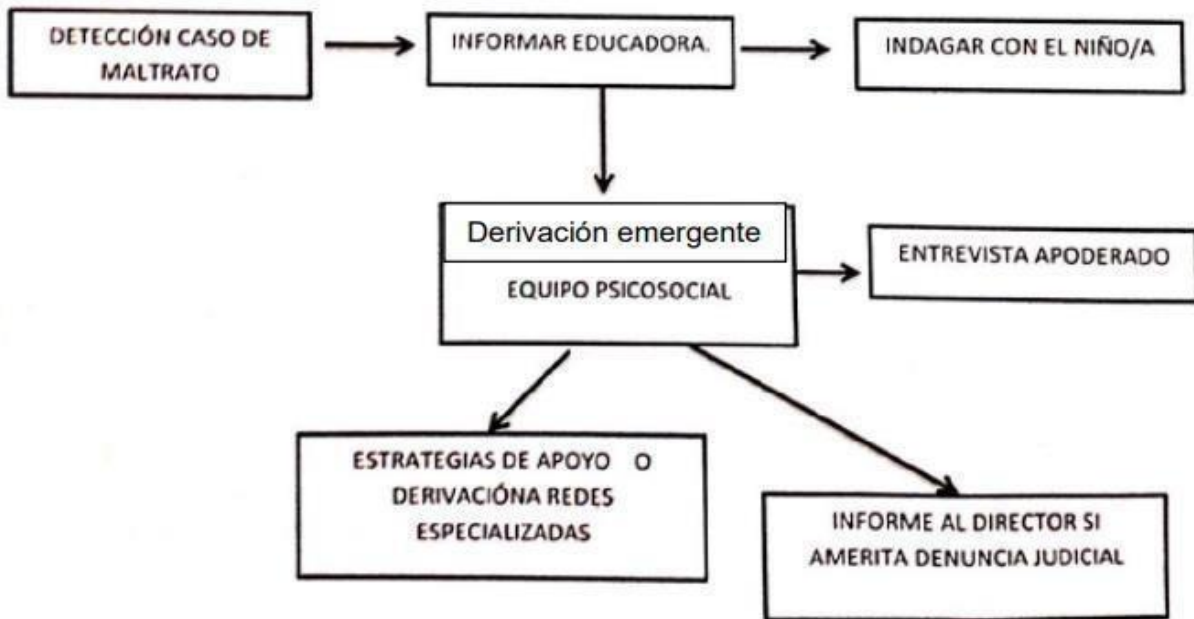 DETECCIÓN CASO DE
MALTRATO
INFORMAR EDUCADORA.
INDAGAR CON EL NIÑO/A
Derivación emergente
EQUIPO PSICOSOCIAL
ENTREVISTA APODERADO
ESTRATEGIAS DE APOYO O
DERIVACIÓNA REDES
ESPECIALIZADAS
INFORME AL DIRECTOR SI
AMERITA DENUNCIA JUDICIAL